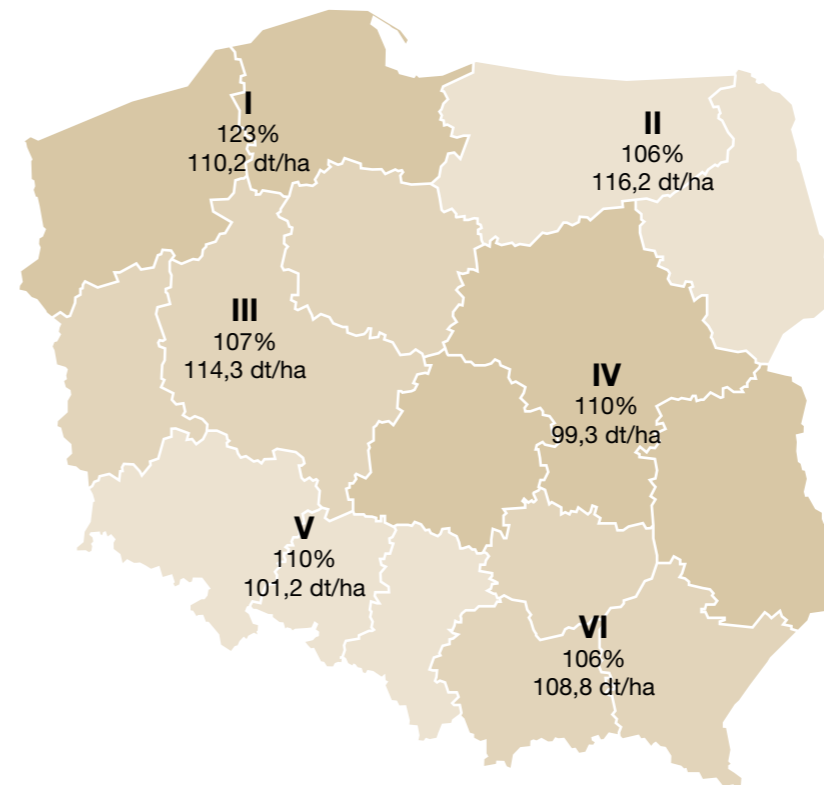 I
123%
110,2 dt/ha
II
106%
116,2 dt/ha
III
107%
114,3 dt/ha
IV
110%
99,3 dt/ha
V
110%
101,2 dt/ha
VI
106%
108,8 dt/ha